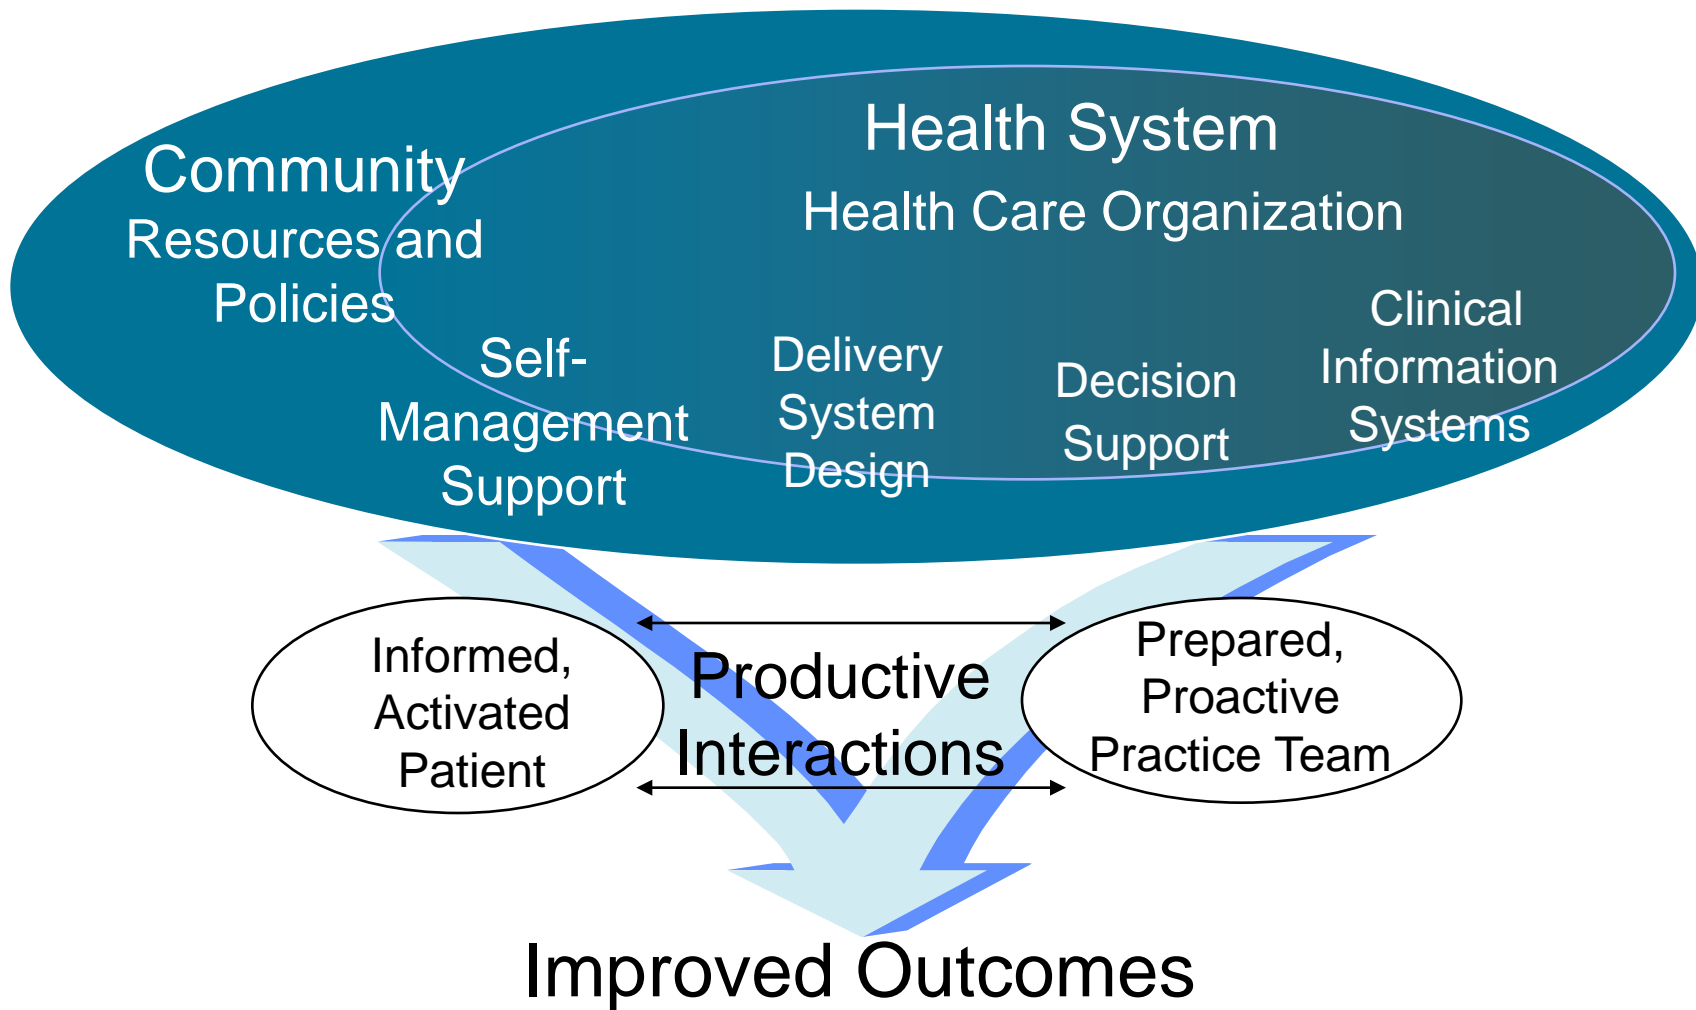 Health System
Health Care Organization
Community
Resources and
Policies
Self-
Management
Support
Delivery
System
Design
Decision
Support
Clinical
Information
Systems
Informed,
Activated
Patient
Productive
Interactions
Prepared,
Proactive
Practice Team
Improved Outcomes